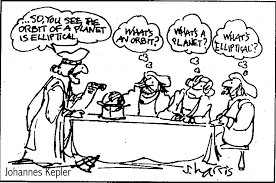 ...SO, YOU SEE THE
ORBIT OF A PLANET
IS ELLIPTICAL.
WHAT'S
AN ORBIT?
WHAT'S A
PLANET?
WHAT'S
ELLIPTICAL?
Johannes Kepler
S. harris